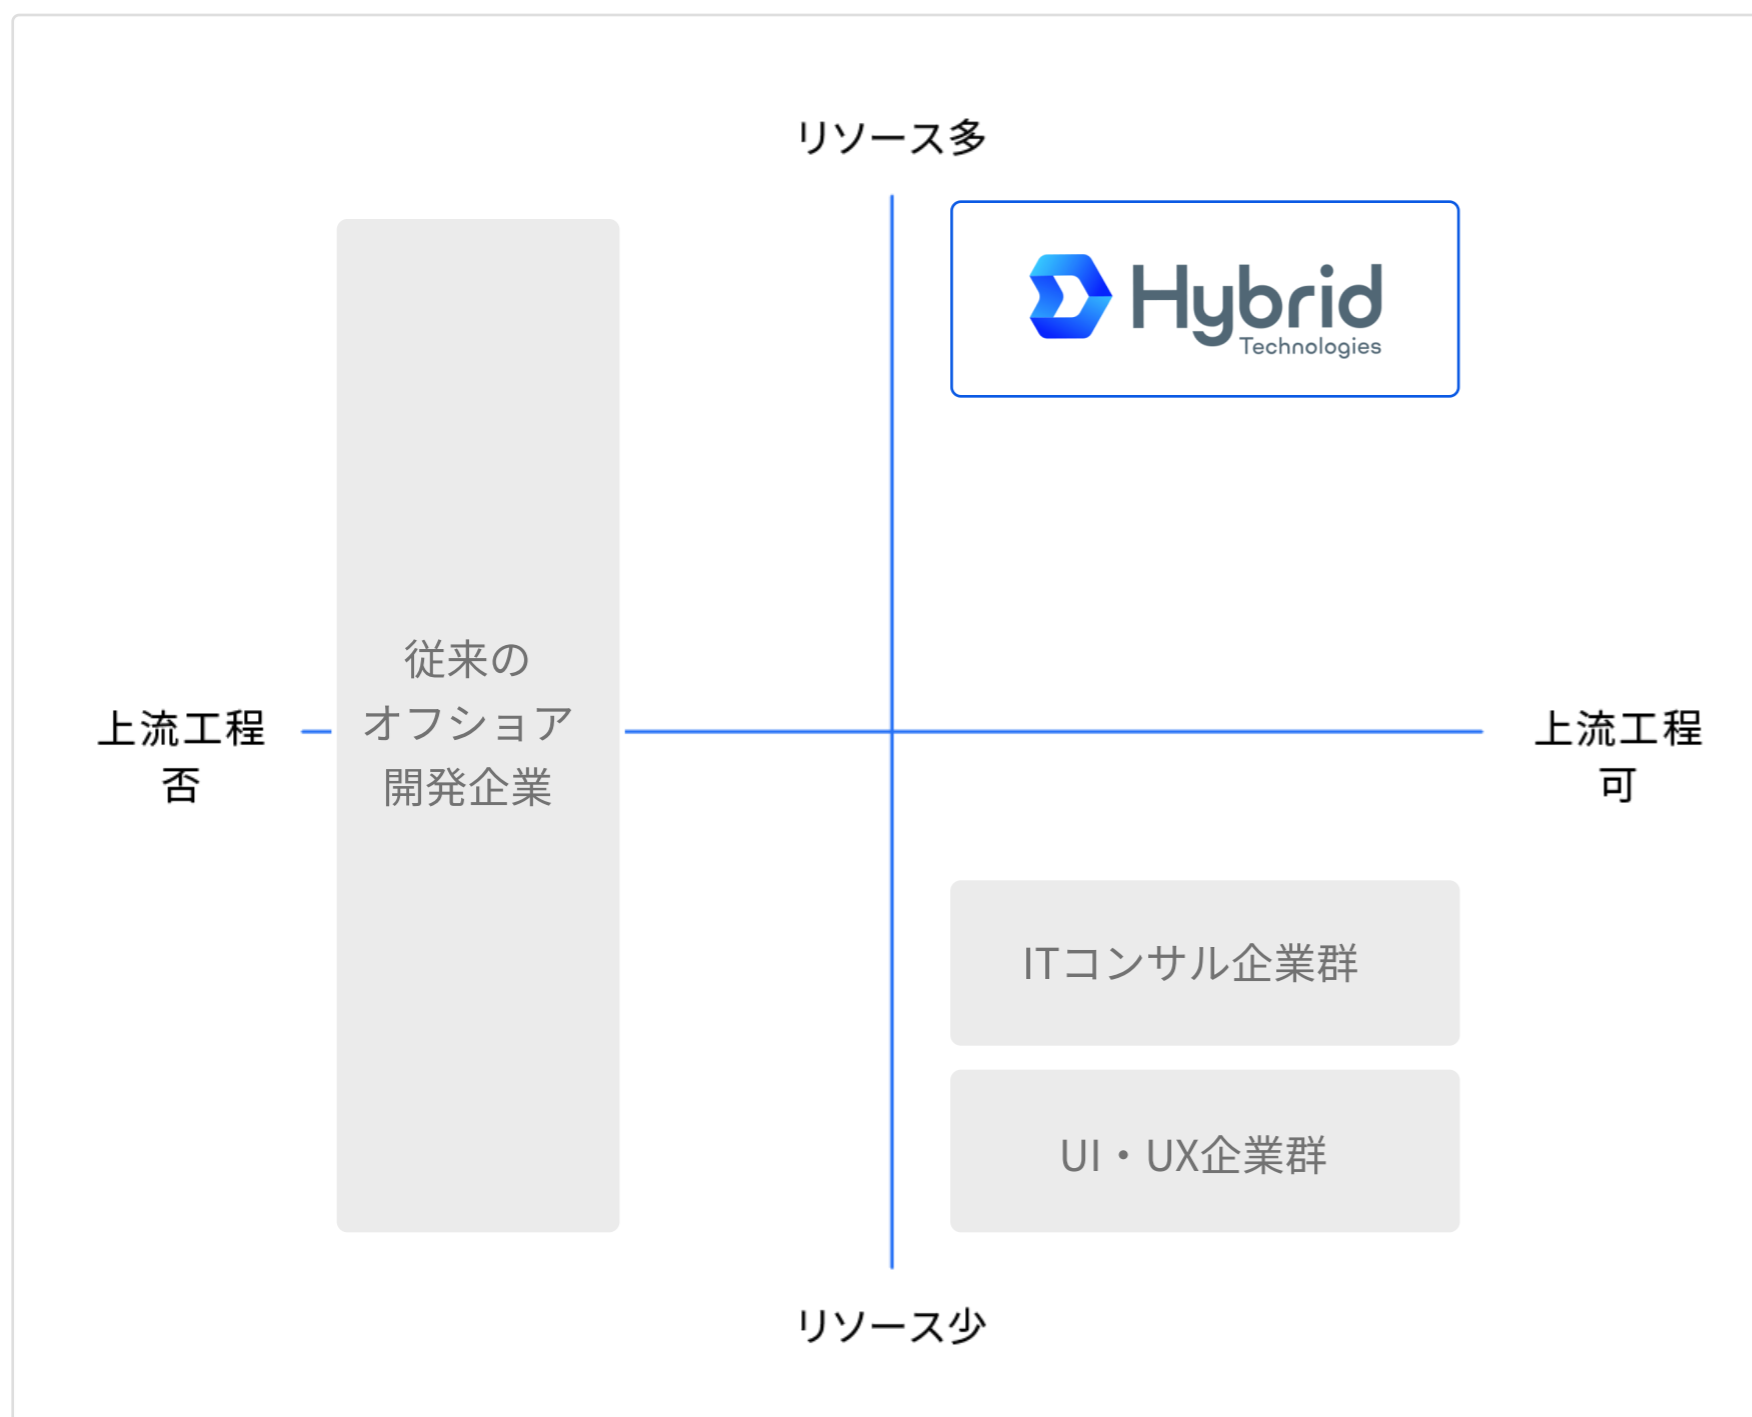 リソース多
Hybrid
Technologies
従来の
オフショア
開発企業
上流工程
否
上流工程
可
ITコンサル企業群
UI・UX企業群
リソース少